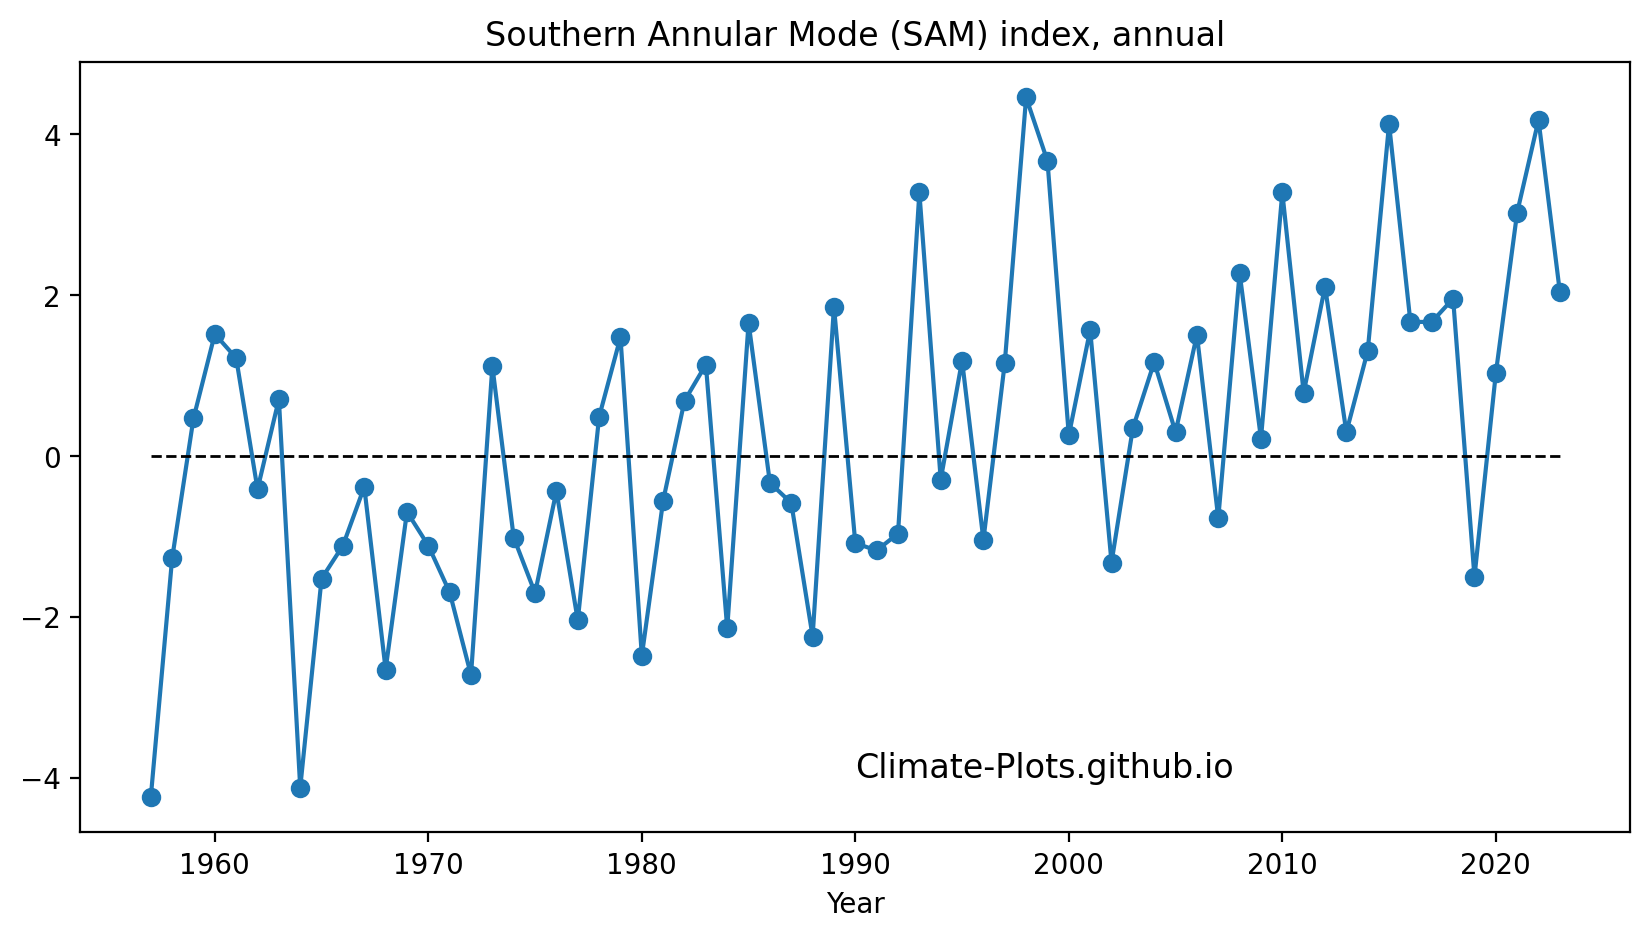 Southern Annular Mode (SAM) index, annual
4
2
0
−2
−4
Climate-Plots.github.io
1960 1970 1980 1990 2000 2010 2020
Year